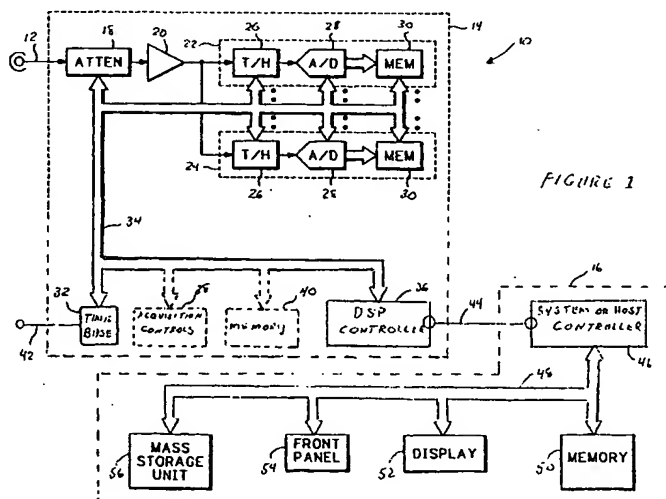 12
18
20
22
26
28
30
14
10
ATTEN
T/H
A/D
MEM
24
T/H
A/D
MEM
26
28
30
FIGURE 1
34
32
38
40
36
16
TIME BASE
ACQUISITION CONTROLS
MEMORY
DSP CONTROLLER
44
SYSTEM OR HOST CONTROLLER
42
46
48
MASS STORAGE UNIT
FRONT PANEL
DISPLAY
MEMORY
56
54
52
50